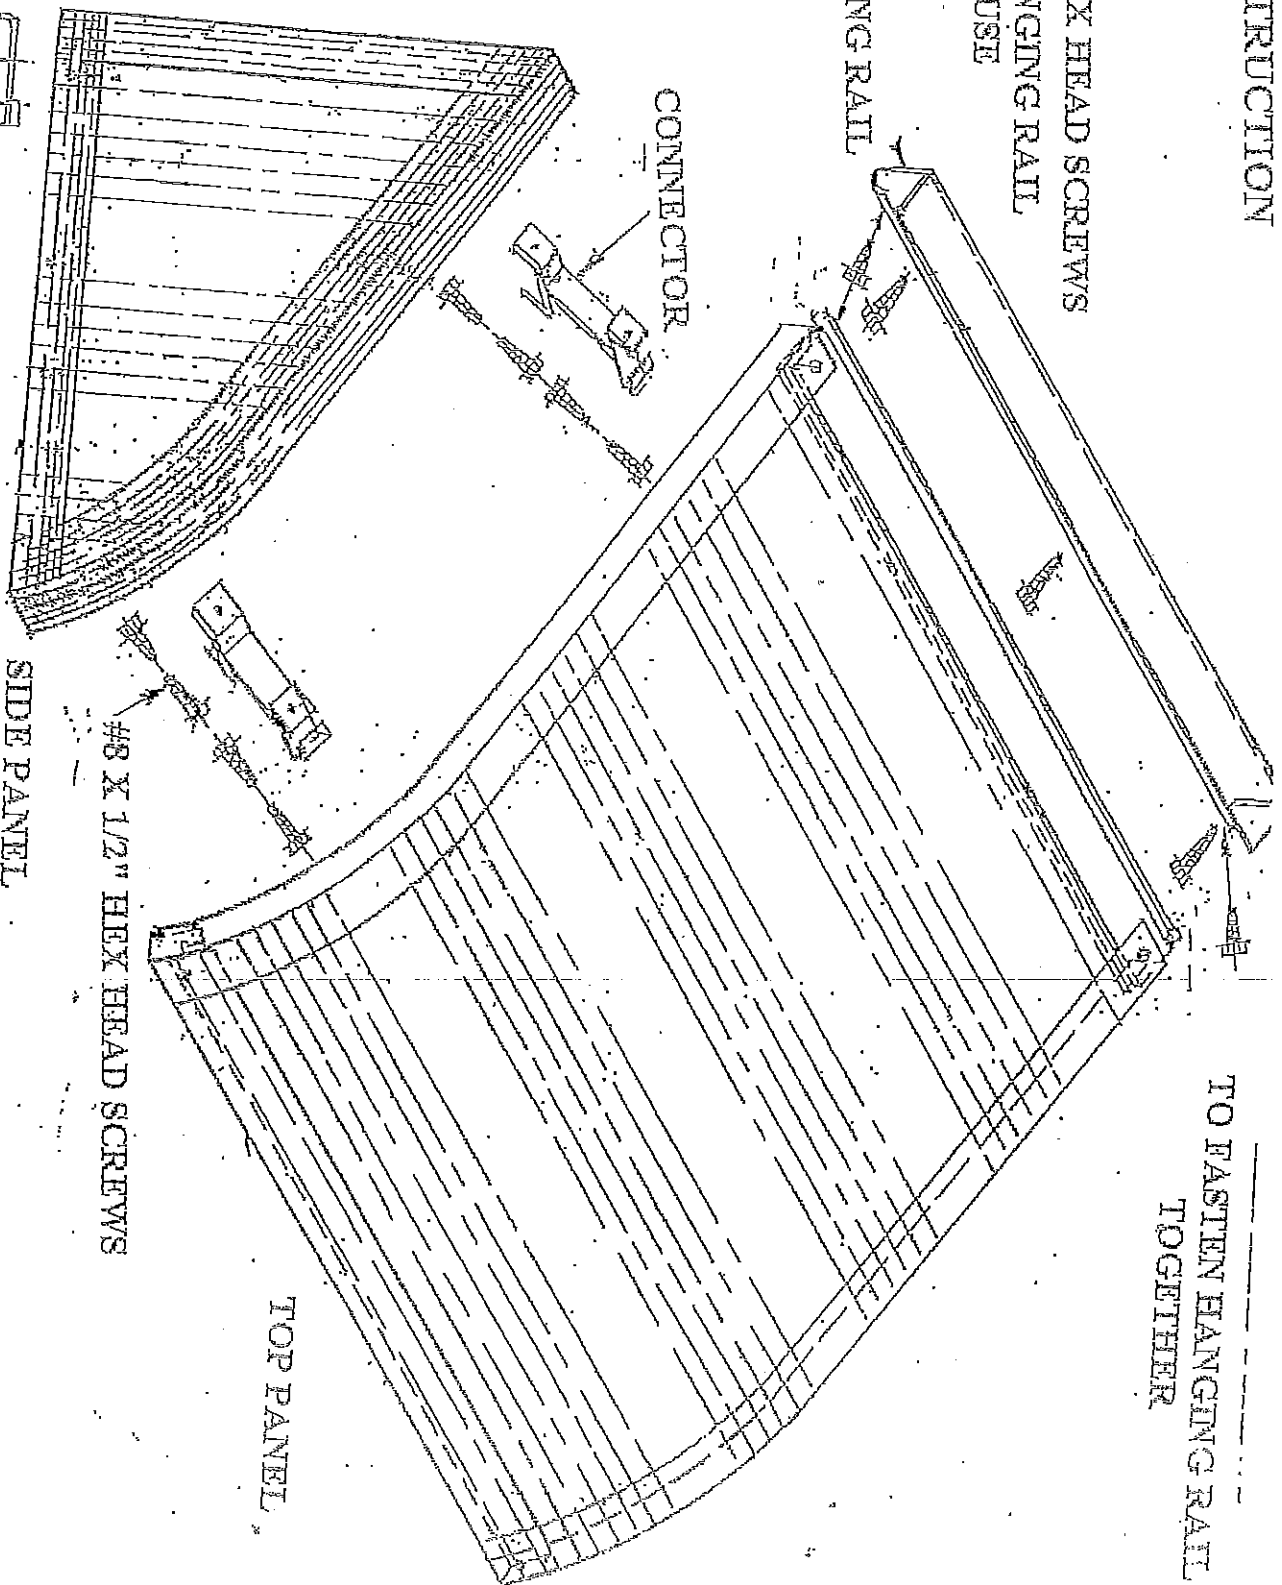 TRUCTION
X HEAD SCREWS
NGING RAIL
USE
NG RAIL
CONNECTOR
TO FASTEN HANGING RAIL
TOGETHER
#8 X 1/2" HEX HEAD SCREWS
SIDE PANEL
TOP PANEL